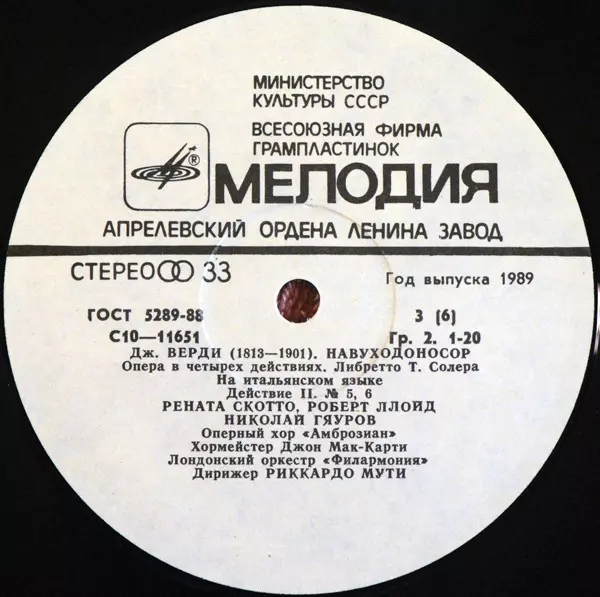 МИНИСТЕРСТВО
КУЛЬТУРЫ СССР
ВСЕСОЮЗНАЯ ФИРМА
ГРАМПЛАСТИНОК
®
МЕЛОДИЯ
АПРЕЛЕВСКИЙ ОРДЕНА ЛЕНИНА ЗАВОД
СТЕРЕО 33
Год выпуска 1989
ГОСТ 5289-88 3 (6)
С10—11651 Гр. 2. 1-20
Дж. ВЕРДИ (1813—1901). НАВУХОДОНОСОР
Опера в четырех действиях. Либретто Т. Солера
На итальянском языке
Действие II. № 5, 6
РЕНАТА СКОТТО, РОБЕРТ ЛЛОЙД
НИКОЛАЙ ГЯУРОВ
Оперный хор «Амброзиан»
Хормейстер Джон Мак-Карти
Лондонский оркестр «Филармония»
Дирижер РИККАРДО МУТИ